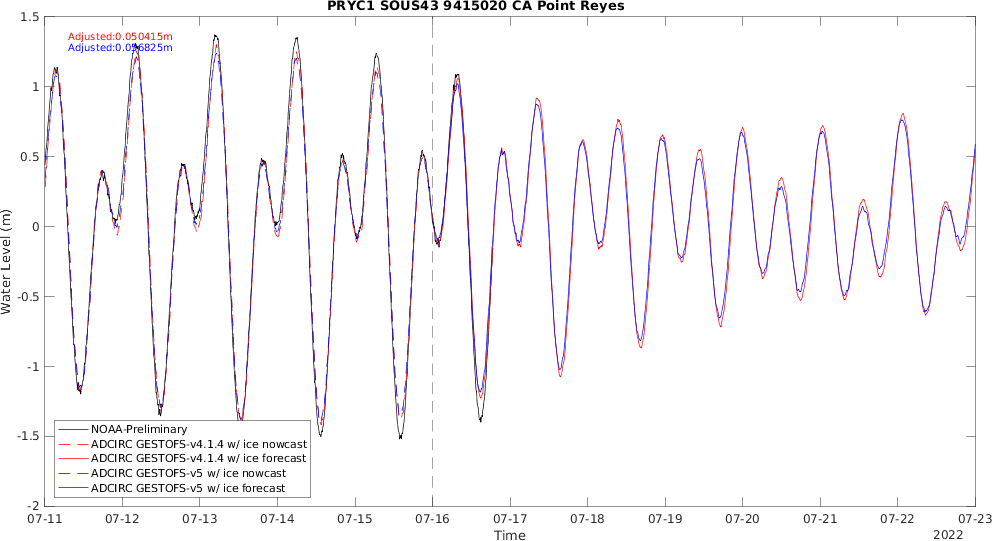 PRYC1 SOUS43 9415020 CA Point Reyes
Adjusted:0.050415m
Adjusted:0.056825m
Water Level (m)
1.5
1
0.5
0
-0.5
-1
-1.5
-2
NOAA-Preliminary
ADCIRC GESTOFS-v4.1.4 w/ ice nowcast
ADCIRC GESTOFS-v4.1.4 w/ ice forecast
ADCIRC GESTOFS-v5 w/ ice nowcast
ADCIRC GESTOFS-v5 w/ ice forecast
07-11 07-12 07-13 07-14 07-15 07-16 07-17 07-18 07-19 07-20 07-21 07-22 07-23
Time
2022